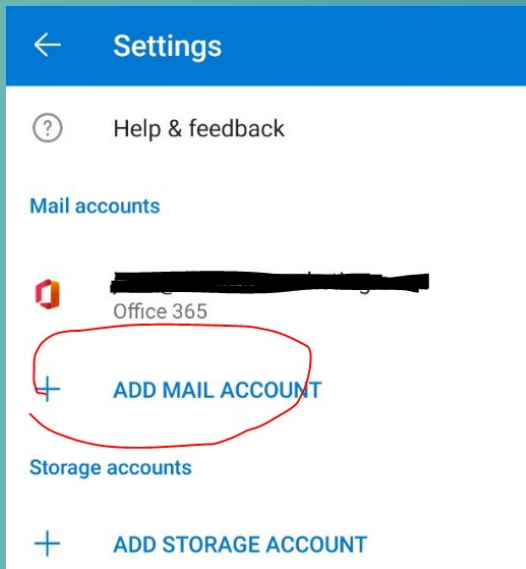 Settings
Help & feedback
Mail accounts
Office 365
ADD MAIL ACCOUNT
Storage accounts
ADD STORAGE ACCOUNT